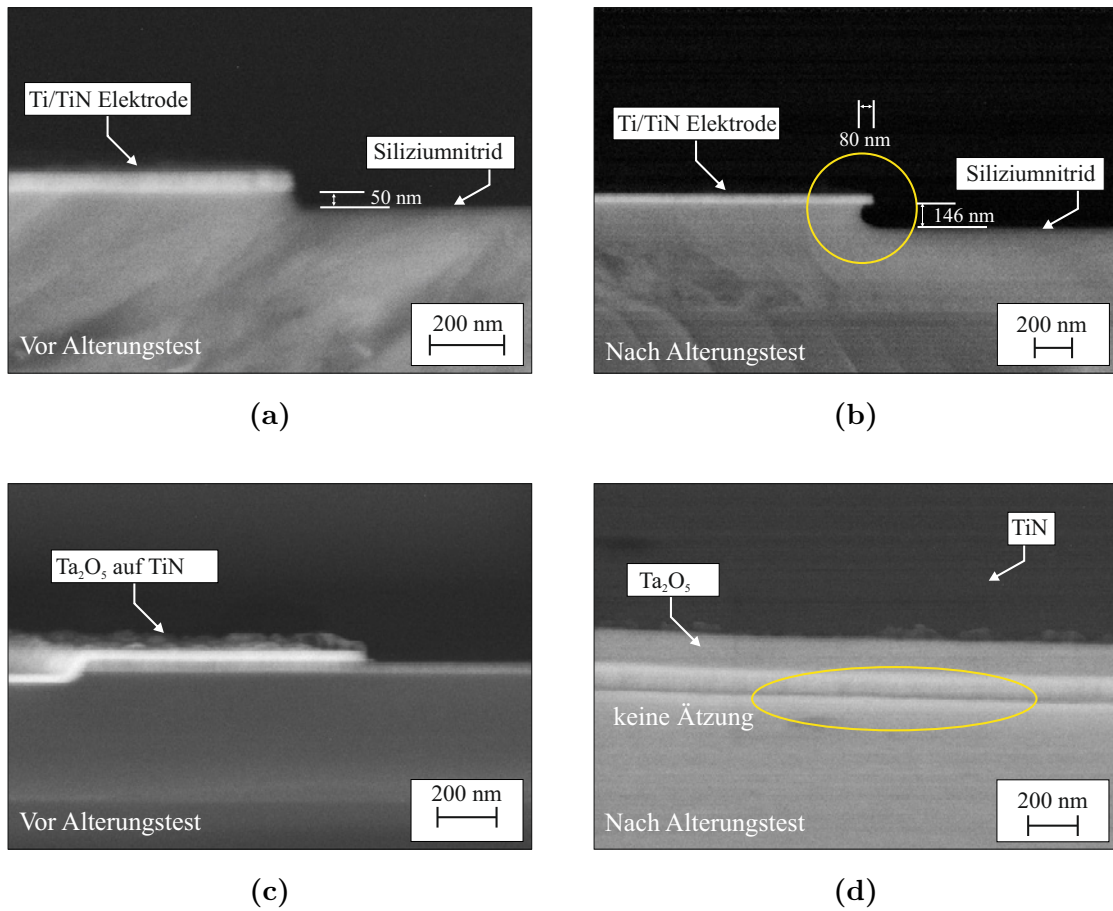 Ti/TiN Elektrode
Siliziumnitrid
50 nm
200 nm
Vor Alterungstest
(a)
Ti/TiN Elektrode
80 nm
Siliziumnitrid
146 nm
200 nm
Nach Alterungstest
(b)
Ta₂O₅ auf TiN
200 nm
Vor Alterungstest
(c)
TiN
Ta₂O₅
keine Ätzung
200 nm
Nach Alterungstest
(d)